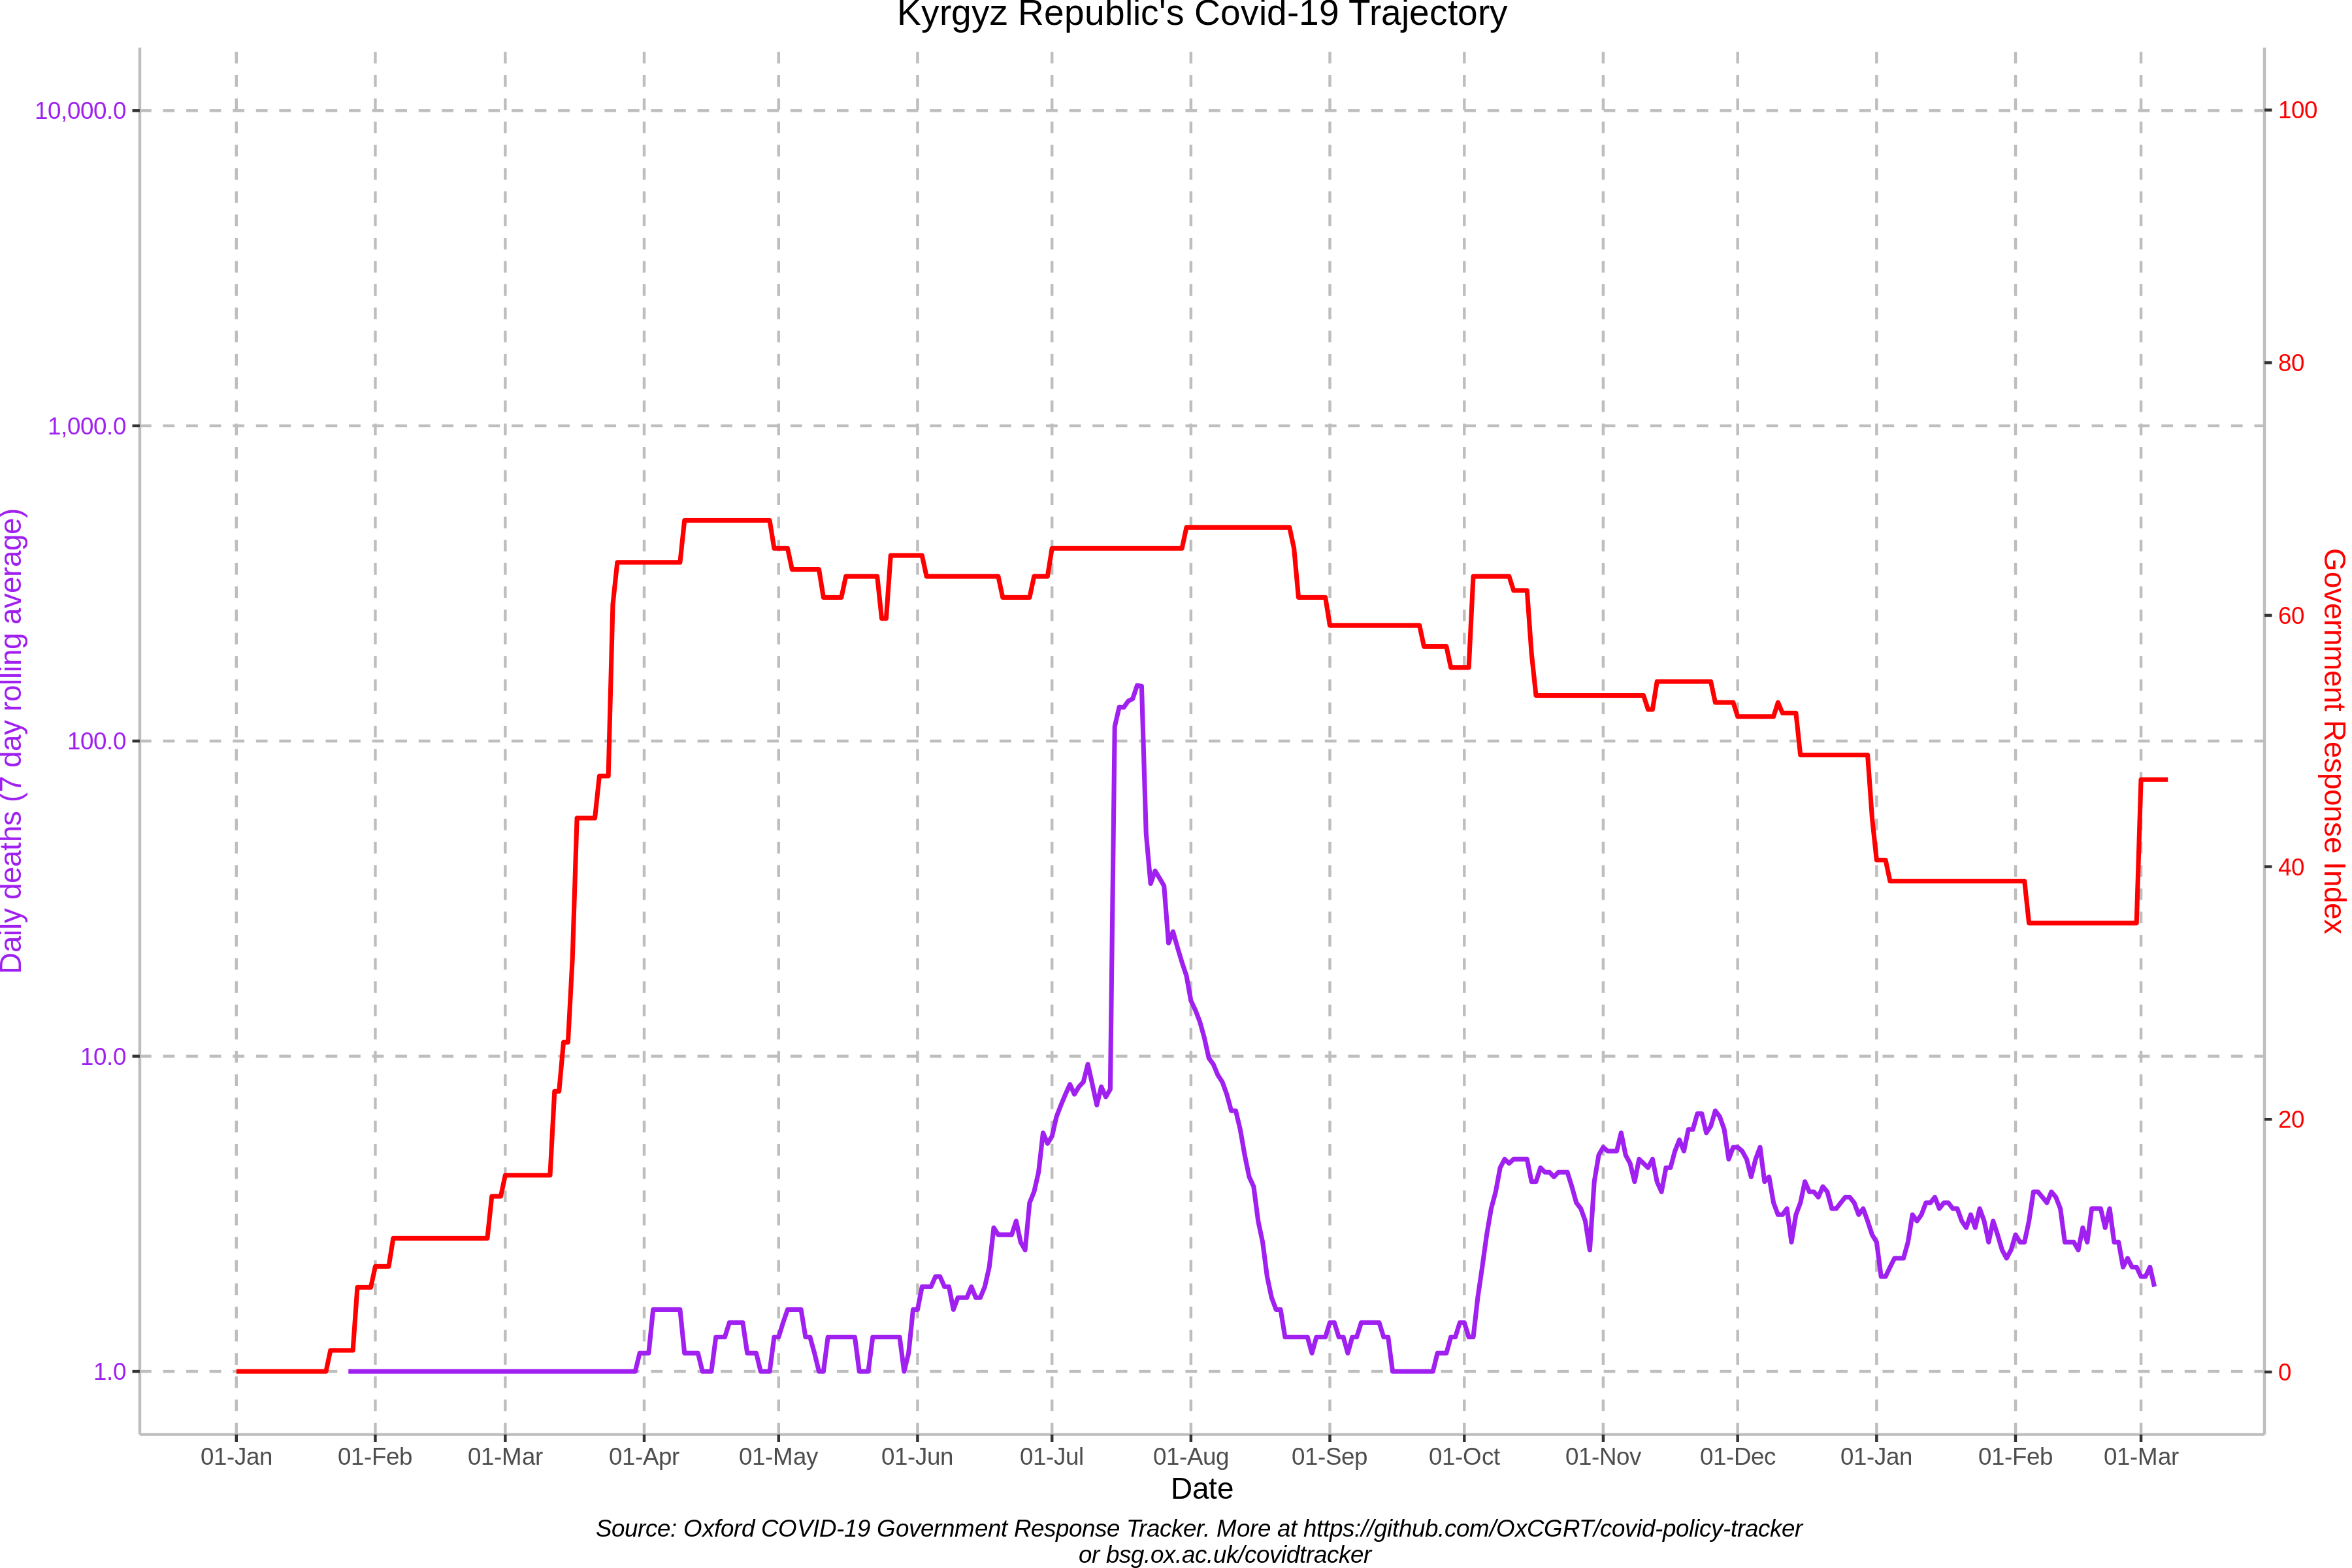 Kyrgyz Republic's Covid-19 Trajectory
10,000.0
1,000.0
100.0
10.0
1.0
Daily deaths (7 day rolling average)
100
80
60
40
20
0
Government Response Index
01-Jan 01-Feb 01-Mar 01-Apr 01-May 01-Jun 01-Jul 01-Aug 01-Sep 01-Oct 01-Nov 01-Dec 01-Jan 01-Feb 01-Mar
Date
Source: Oxford COVID-19 Government Response Tracker. More at https://github.com/OxCGRT/covid-policy-tracker
or bsg.ox.ac.uk/covidtracker